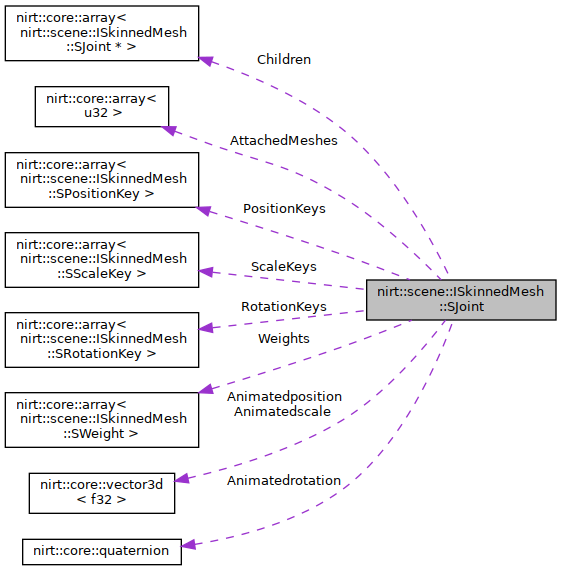 nirt::core::array<
nirt::scene::ISkinnedMesh
::SJoint * >
Children
nirt::core::array<
u32 >
AttachedMeshes
nirt::core::array<
nirt::scene::ISkinnedMesh
::SPositionKey >
PositionKeys
nirt::core::array<
nirt::scene::ISkinnedMesh
::SScaleKey >
ScaleKeys
nirt::scene::ISkinnedMesh
::SJoint
nirt::core::array<
nirt::scene::ISkinnedMesh
::SRotationKey >
RotationKeys
Weights
nirt::core::array<
nirt::scene::ISkinnedMesh
::SWeight >
Animatedposition
Animatedscale
nirt::core::vector3d
< f32 >
Animatedrotation
nirt::core::quaternion